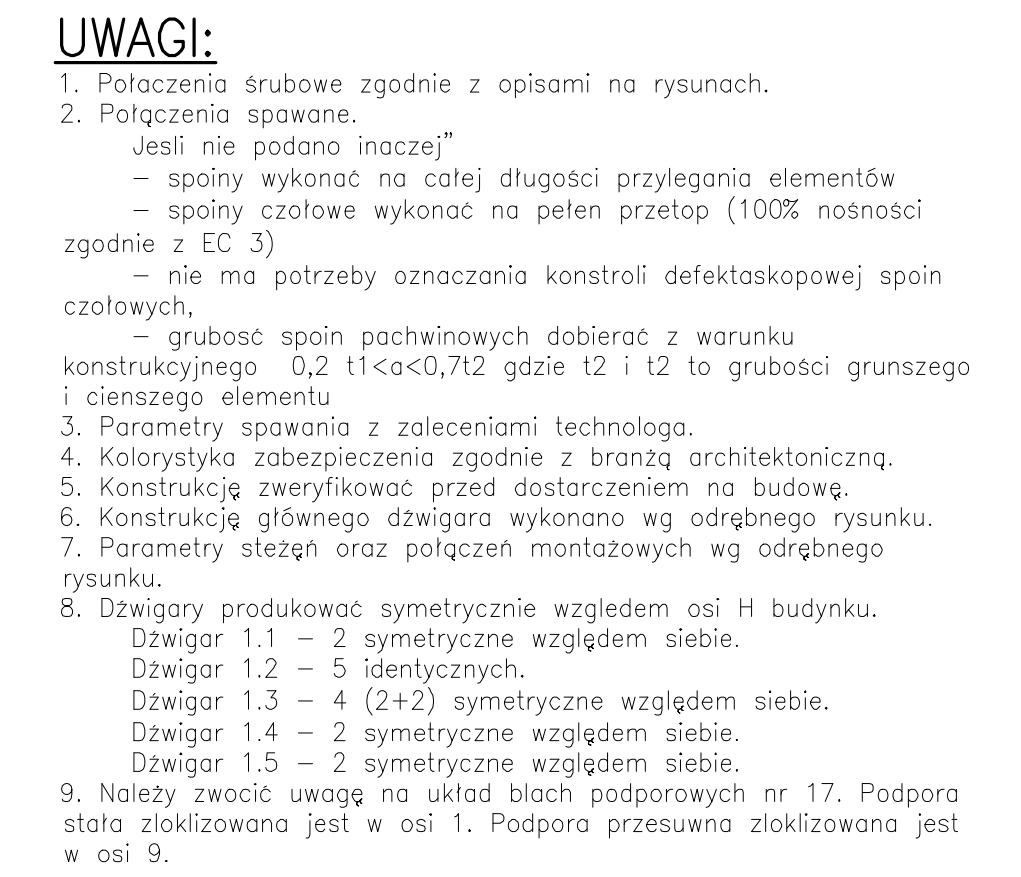 UWAGI:
1. Połaczenia śrubowe zgodnie z opisami na rysunach.
2. Połączenia spawane.
Jesli nie podano inaczej”
– spoiny wykonać na całej długości przylegania elementów
– spoiny czołowe wykonać na pełen przetop (100% nośności
zgodnie z EC 3)
– nie ma potrzeby oznaczania konstroli defektaskopowej spoin
czołowych,
– grubosć spoin pachwinowych dobierać z warunku
konstrukcyjnego 0,2 t1<a<0,7t2 gdzie t2 i t2 to grubości grunszego
i cienszego elementu
3. Parametry spawania z zaleceniami technologa.
4. Kolorystyka zabezpieczenia zgodnie z branżą architektoniczną.
5. Konstrukcję zweryfikować przed dostarczeniem na budowę.
6. Konstrukcję głównego dźwigara wykonano wg odrębnego rysunku.
7. Parametry steżęń oraz połączeń montażowych wg odrębnego
rysunku.
8. Dźwigary produkować symetrycznie wzgledem osi H budynku.
Dźwigar 1.1 – 2 symetryczne względem siebie.
Dźwigar 1.2 – 5 identycznych.
Dźwigar 1.3 – 4 (2+2) symetryczne względem siebie.
Dźwigar 1.4 – 2 symetryczne względem siebie.
Dźwigar 1.5 – 2 symetryczne względem siebie.
9. Należy zwocić uwagę na układ blach podporowych nr 17. Podpora
stała zloklizowana jest w osi 1. Podpora przesuwna zloklizowana jest
w osi 9.